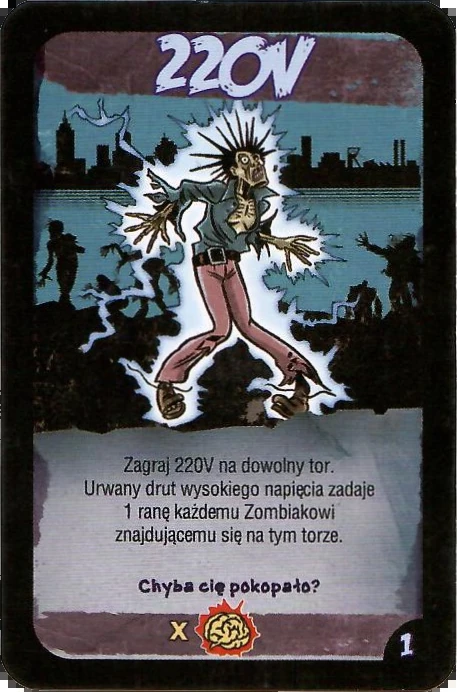 220V
Zagraj 220V na dowolny tor.
Urwany drut wysokiego napięcia zadaje
1 ranę każdemu Zombiakowi
znajdującemu się na tym torze.
Chyba cię pokopało?
X
1